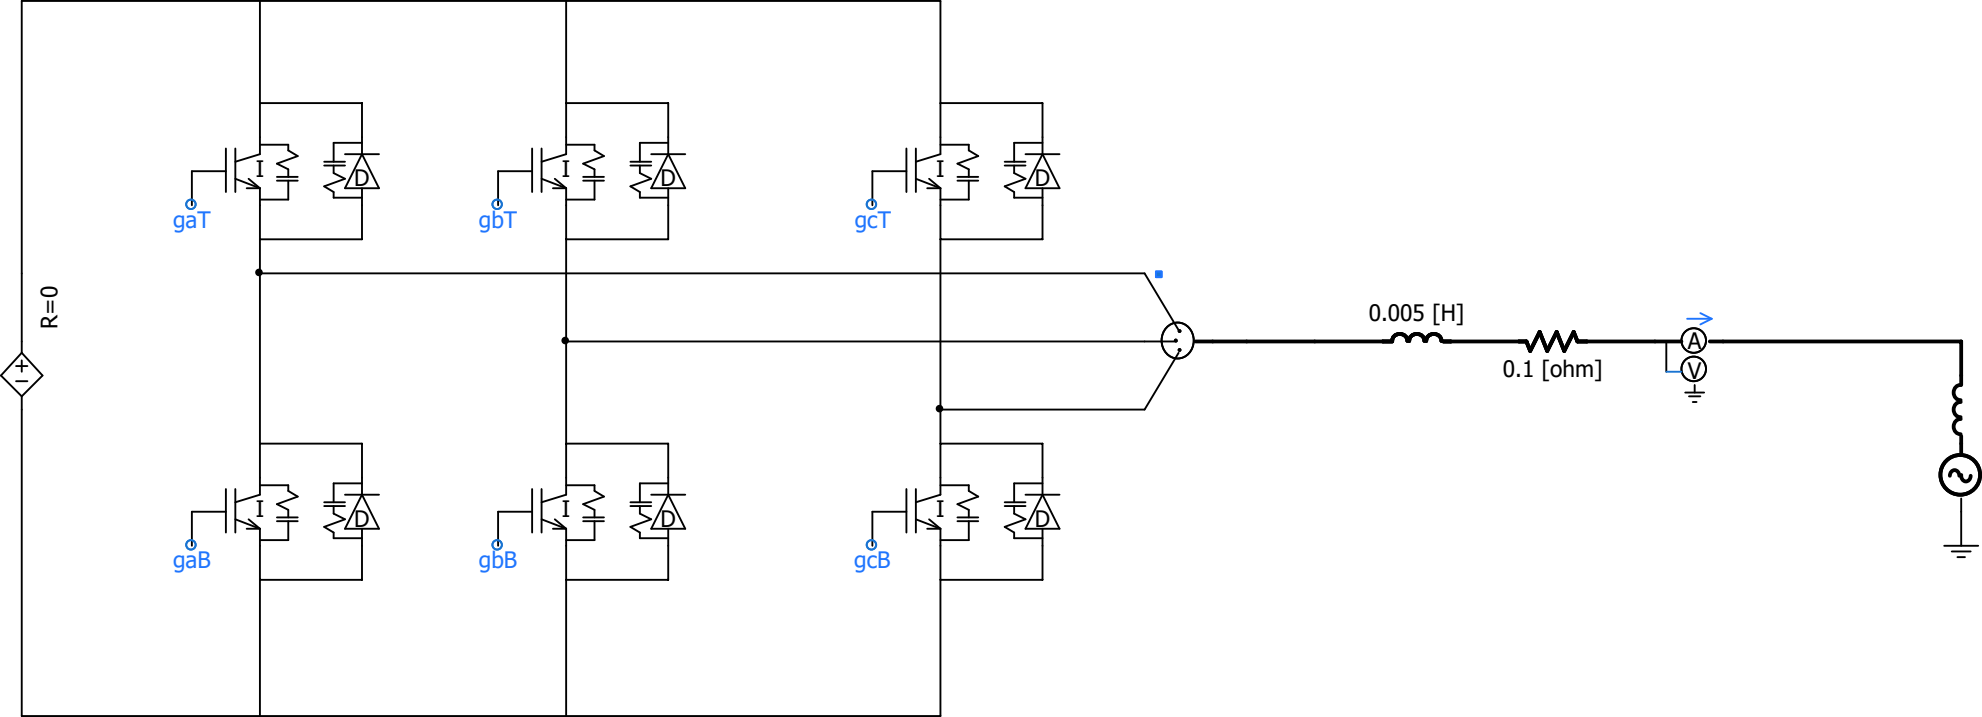 I
D
I
D
I
D
gaT
gbT
gcT
R=0
0.005 [H]
A
0.1 [ohm]
V
I
D
I
D
I
D
gaB
gbB
gcB